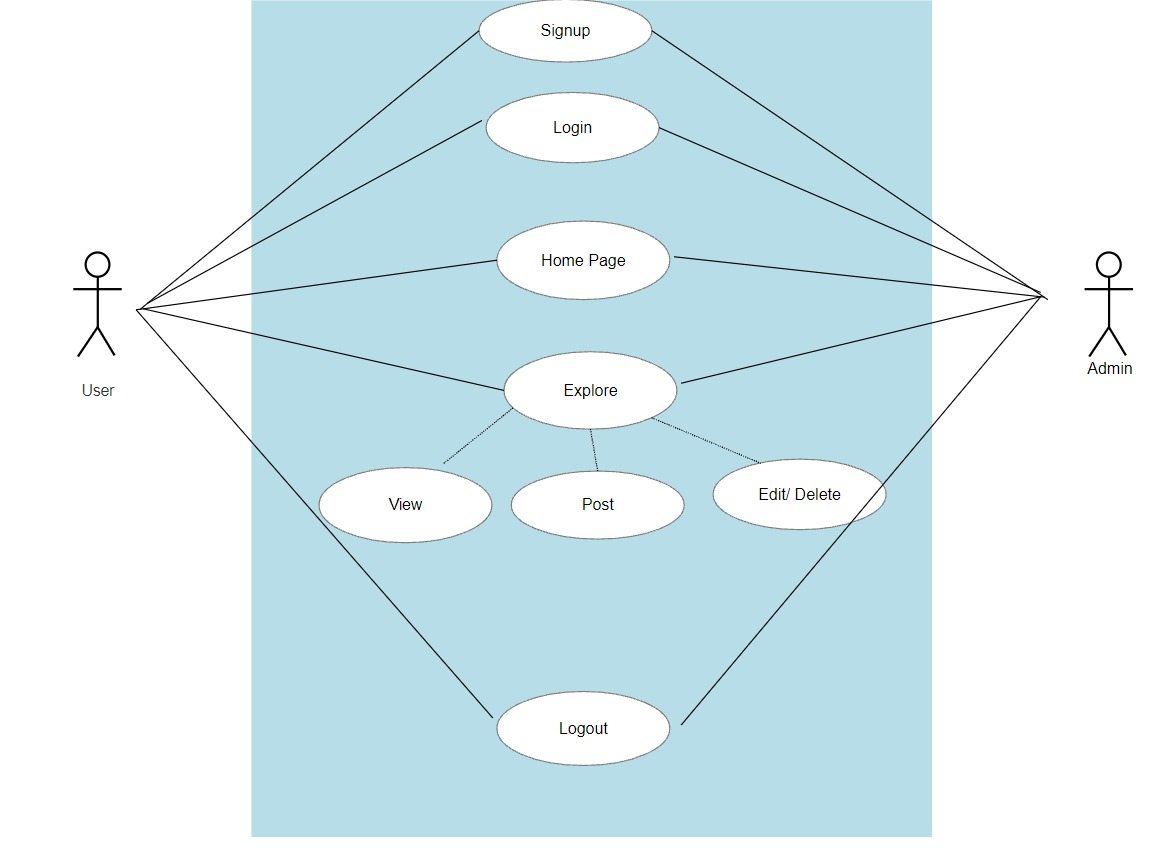 Signup
Login
Home Page
User
Admin
Explore
View
Post
Edit/ Delete
Logout